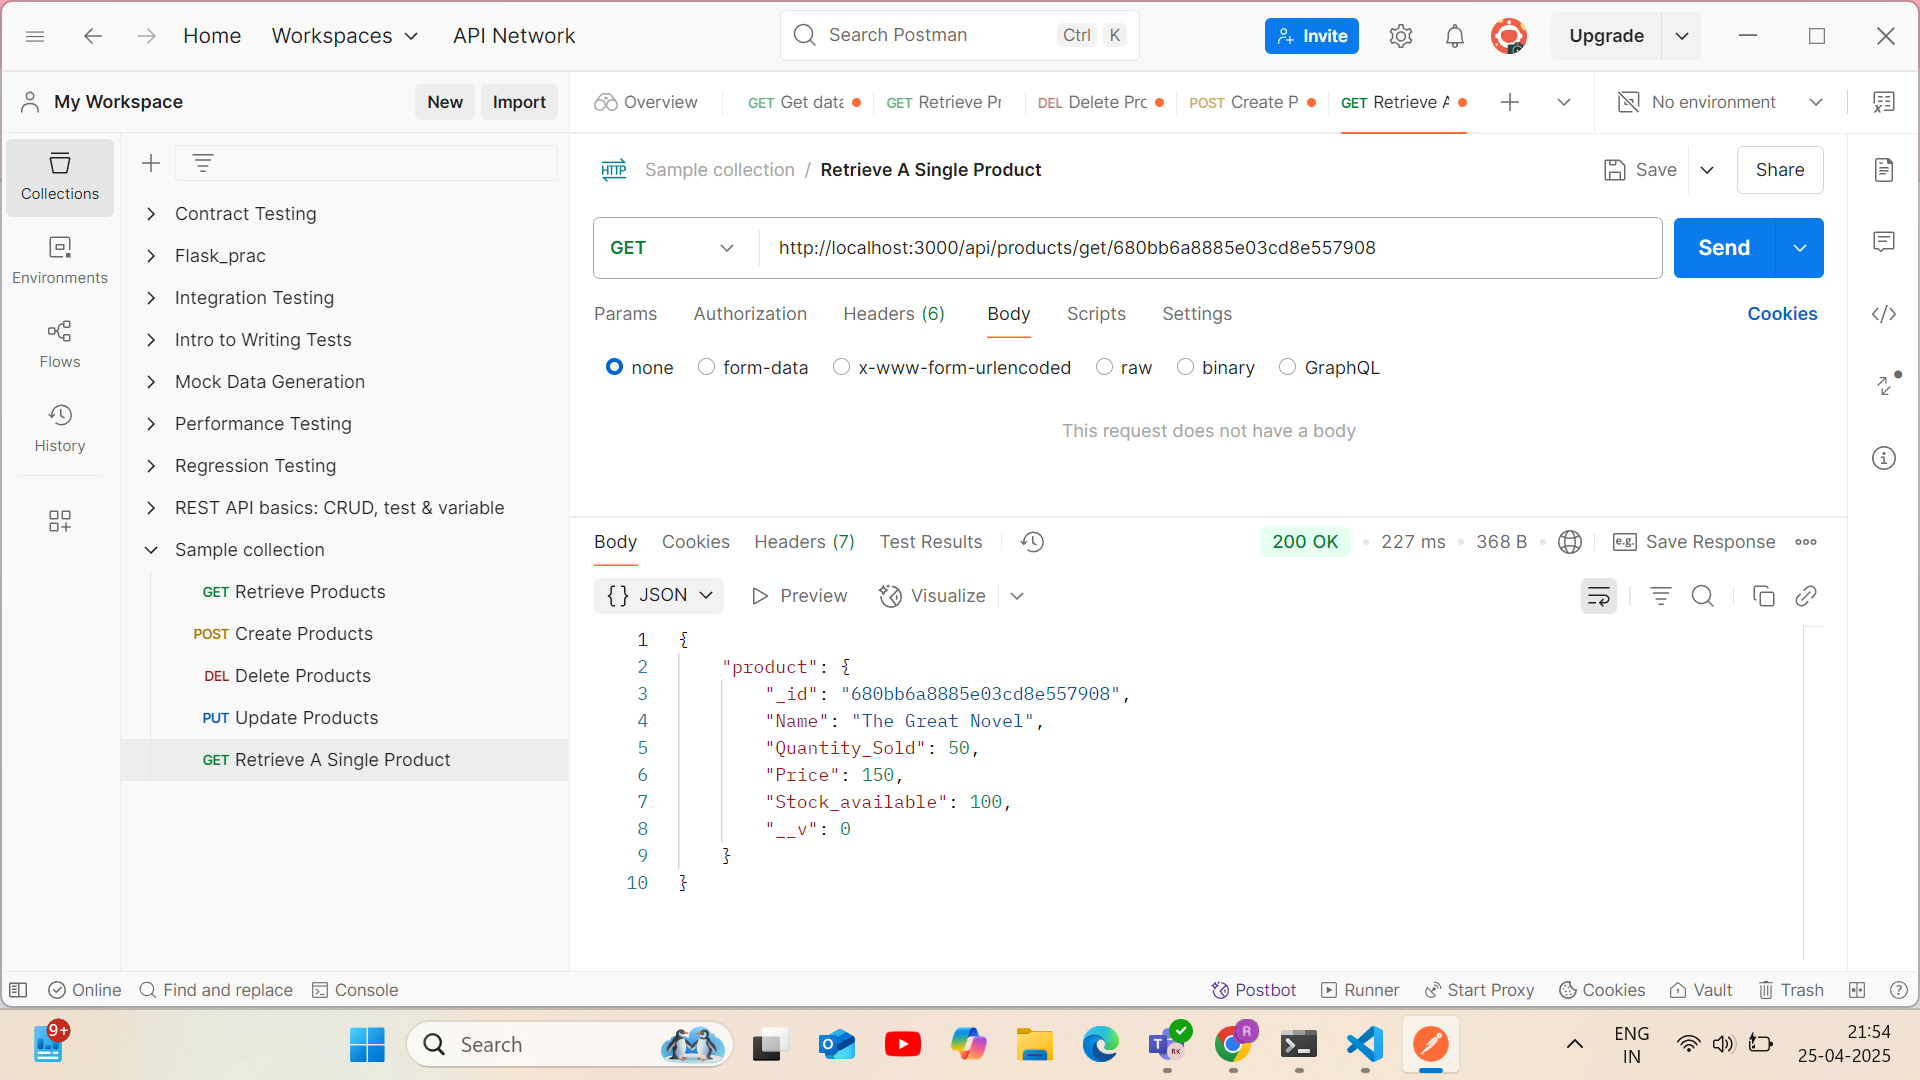 Home
Workspaces
API Network
Search Postman
Ctrl K
Invite
Upgrade
My Workspace
New
Import
Overview
GET Get data
GET Retrieve Pr
DEL Delete Prc
POST Create P
GET Retrieve A
No environment
Collections
Environments
Flows
History
Contract Testing
Flask_prac
Integration Testing
Intro to Writing Tests
Mock Data Generation
Performance Testing
Regression Testing
REST API basics: CRUD, test & variable
Sample collection
GET Retrieve Products
POST Create Products
DEL Delete Products
PUT Update Products
GET Retrieve A Single Product
HTTP
Sample collection / Retrieve A Single Product
Save
Share
GET
http://localhost:3000/api/products/get/680bb6a8885e03cd8e557908
Send
Params
Authorization
Headers (6)
Body
Scripts
Settings
Cookies
none
form-data
x-www-form-urlencoded
raw
binary
GraphQL
This request does not have a body
Body
Cookies
Headers (7)
Test Results
200 OK
227 ms
368 B
e.g.
Save Response
{} JSON
Preview
Visualize
1 {
2 "product": {
3 "_id": "680bb6a8885e03cd8e557908",
4 "Name": "The Great Novel",
5 "Quantity_Sold": 50,
6 "Price": 150,
7 "Stock_available": 100,
8 "__v": 0
9 }
10 }
Online
Find and replace
Console
Postbot
Runner
Start Proxy
Cookies
Vault
Trash
9+
Search
R
RK
ENG
IN
21:54
25-04-2025